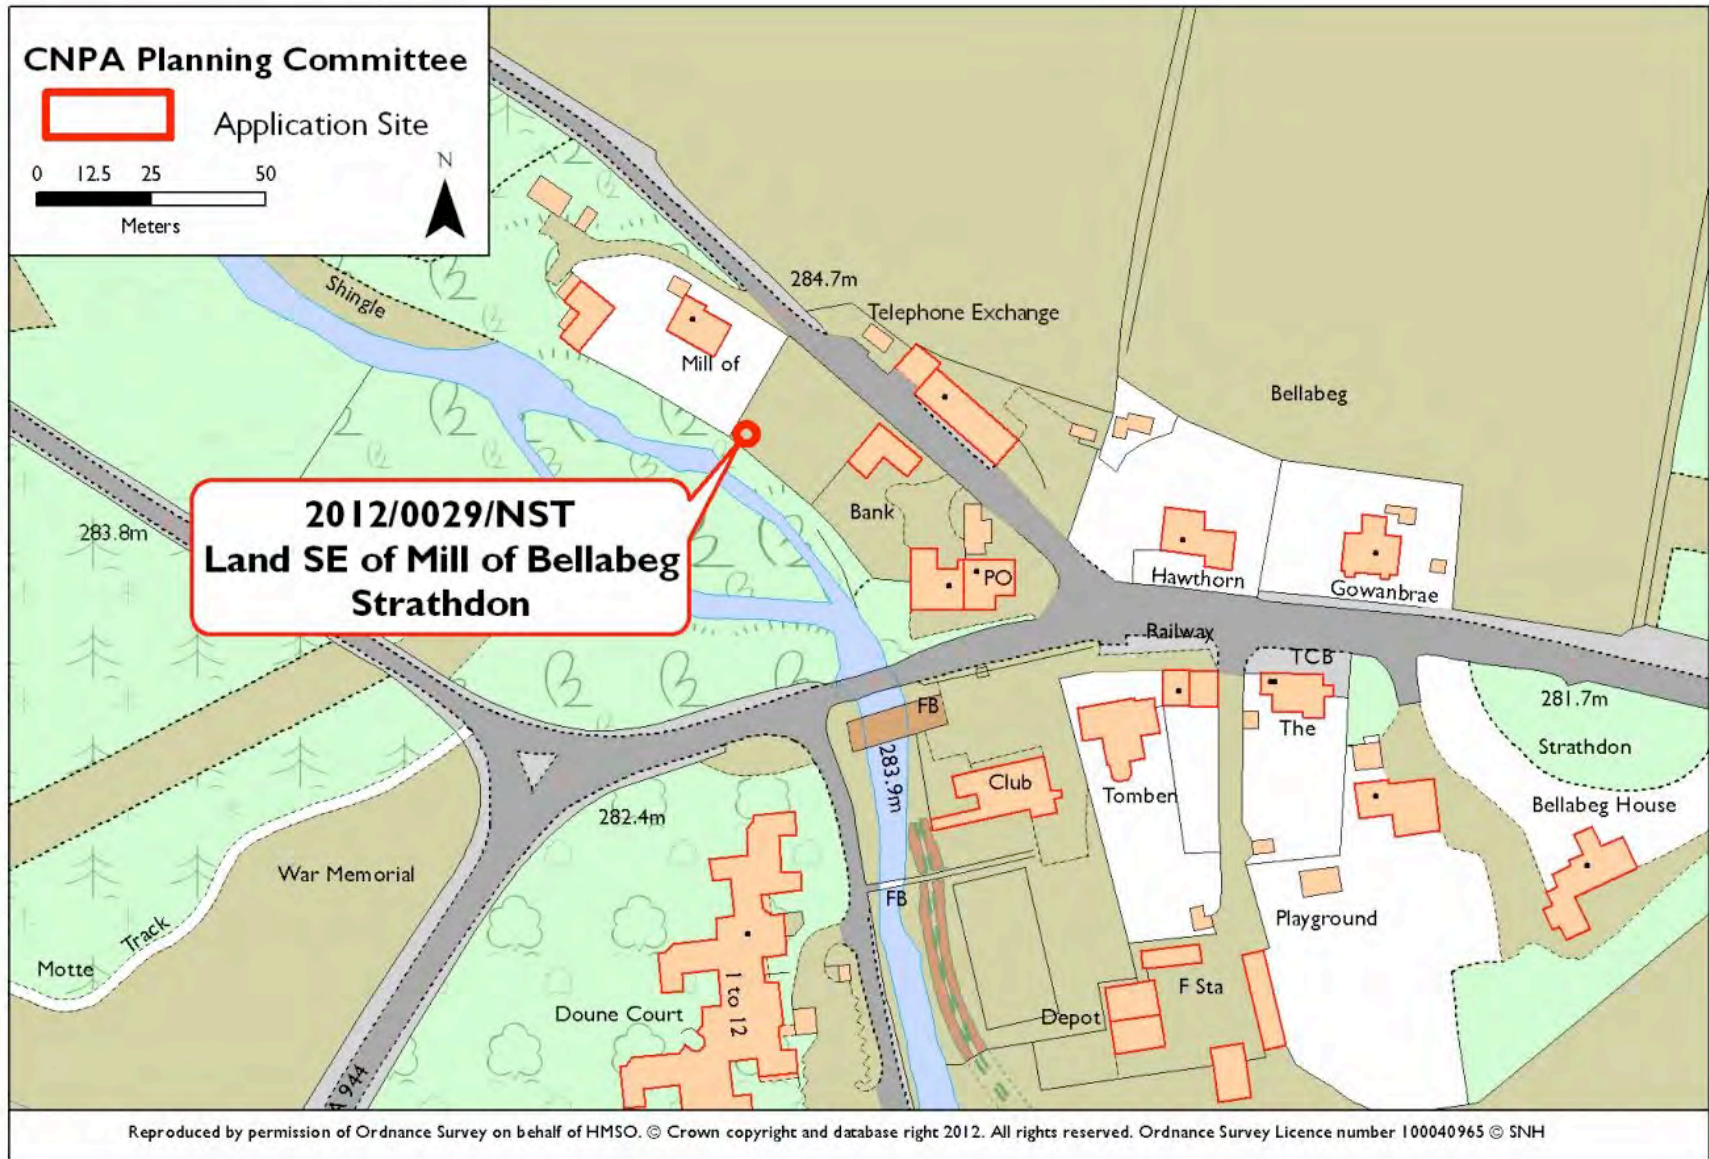 CNPA Planning Committee
Application Site
N
0 12.5 25 50
Meters
Shingle
284.7m
Telephone Exchange
Mill of
Bellabeg
2012/0029/NST
Land SE of Mill of Bellabeg
Strathdon
283.8m
Bank
PO
Hawthorn
Gowanbrae
Railway
TCB
FB
281.7m
The
Strathdon
283.9m
Club
Tomben
Bellabeg House
282.4m
War Memorial
FB
Playground
Track
Motte
F Sta
Doune Court
1 to 12
Depot
A 944
Reproduced by permission of Ordnance Survey on behalf of HMSO. © Crown copyright and database right 2012. All rights reserved. Ordnance Survey Licence number 100040965 © SNH